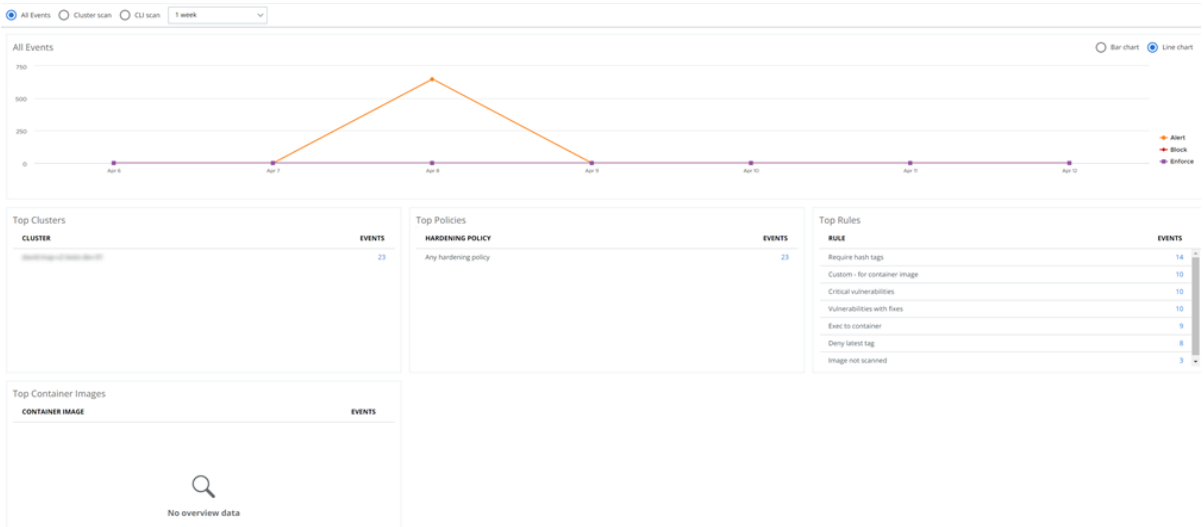 All Events Cluster scan CLI scan 1 week
All Events Bar chart Line chart
750
500
250
0
Apr 6 Apr 7 Apr 8 Apr 9 Apr 10 Apr 11 Apr 12
Alert
Block
Enforce
Top Clusters
CLUSTER EVENTS
23
Top Policies
HARDENING POLICY EVENTS
Any hardening policy 23
Top Rules
RULE EVENTS
Require hash tags 14
Custom - for container image 10
Critical vulnerabilities 10
Vulnerabilities with fixes 10
Exec to container 9
Deny latest tag 8
Image not scanned 3
Top Container Images
CONTAINER IMAGE EVENTS
No overview data